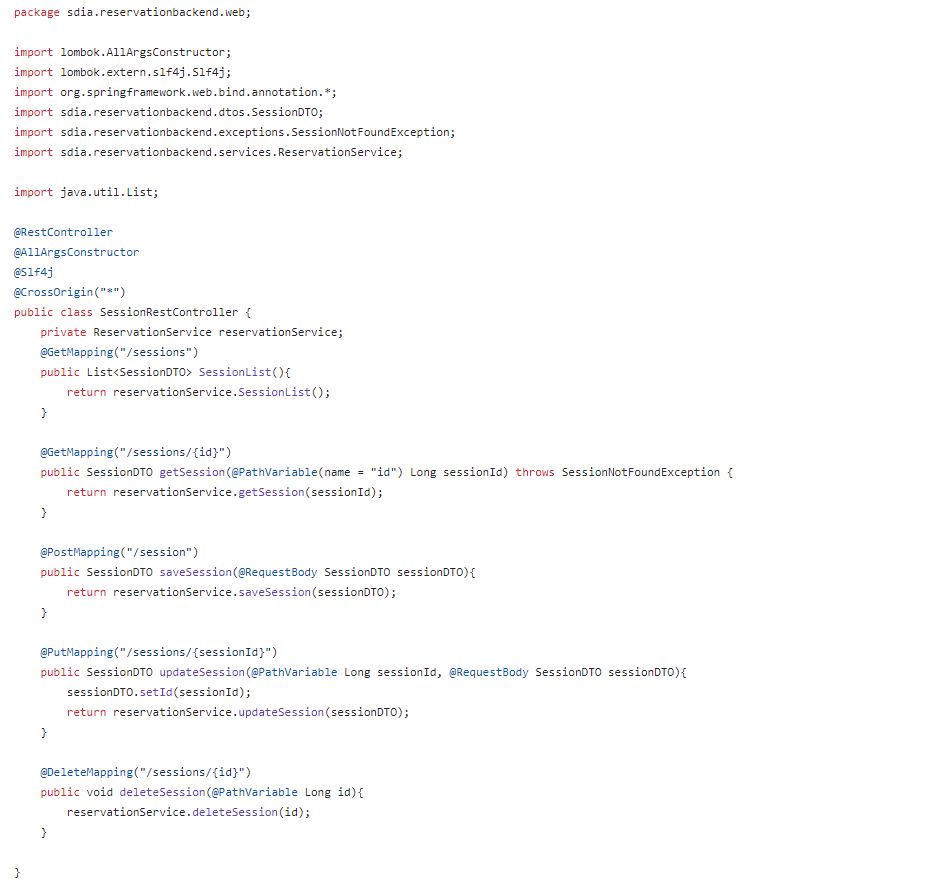 package sdia.reservationbackend.web;

import lombok.AllArgsConstructor;
import lombok.extern.slf4j.Slf4j;
import org.springframework.web.bind.annotation.*;
import sdia.reservationbackend.dtos.SessionDTO;
import sdia.reservationbackend.exceptions.SessionNotFoundException;
import sdia.reservationbackend.services.ReservationService;

import java.util.List;

@RestController
@AllArgsConstructor
@Slf4j
@CrossOrigin("*")
public class SessionRestController {
    private ReservationService reservationService;
    @GetMapping("/sessions")
    public List<SessionDTO> SessionList(){
        return reservationService.SessionList();
    }

    @GetMapping("/sessions/{id}")
    public SessionDTO getSession(@PathVariable(name = "id") Long sessionId) throws SessionNotFoundException {
        return reservationService.getSession(sessionId);
    }

    @PostMapping("/session")
    public SessionDTO saveSession(@RequestBody SessionDTO sessionDTO){
        return reservationService.saveSession(sessionDTO);
    }

    @PutMapping("/sessions/{sessionId}")
    public SessionDTO updateSession(@PathVariable Long sessionId, @RequestBody SessionDTO sessionDTO){
        sessionDTO.setId(sessionId);
        return reservationService.updateSession(sessionDTO);
    }

    @DeleteMapping("/sessions/{id}")
    public void deleteSession(@PathVariable Long id){
        reservationService.deleteSession(id);
    }

}